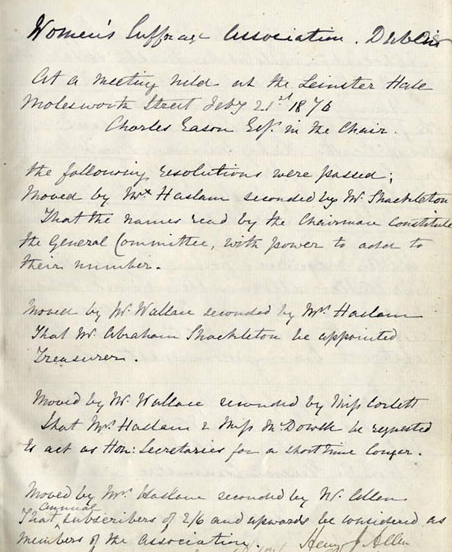 Women's Suffrage Association. Dublin
At a meeting held at the Leinster Hall
Molesworth Street Feby 21st 1876
Charles Eason Esq. in the Chair.
the following resolutions were passed;
Moved by Mr Haslam seconded by Mr. Shackleton
That the names read by the Chairman constitute
the General Committee, with power to add to
their number.
Moved by Mr Wallace seconded by Mrs Haslam
That Mr. Abraham Shackleton be appointed
Treasurer.
Moved by Mr. Wallace seconded by Miss Corlett
That Mrs Haslam & Miss McDowell be requested
to act as Hon: Secretaries for a short time longer.
Moved by Mrs Haslam seconded by Mr. Allen
annual
That, subscribers of 2/6 and upwards be considered as
members of the Association
Henry J Allen